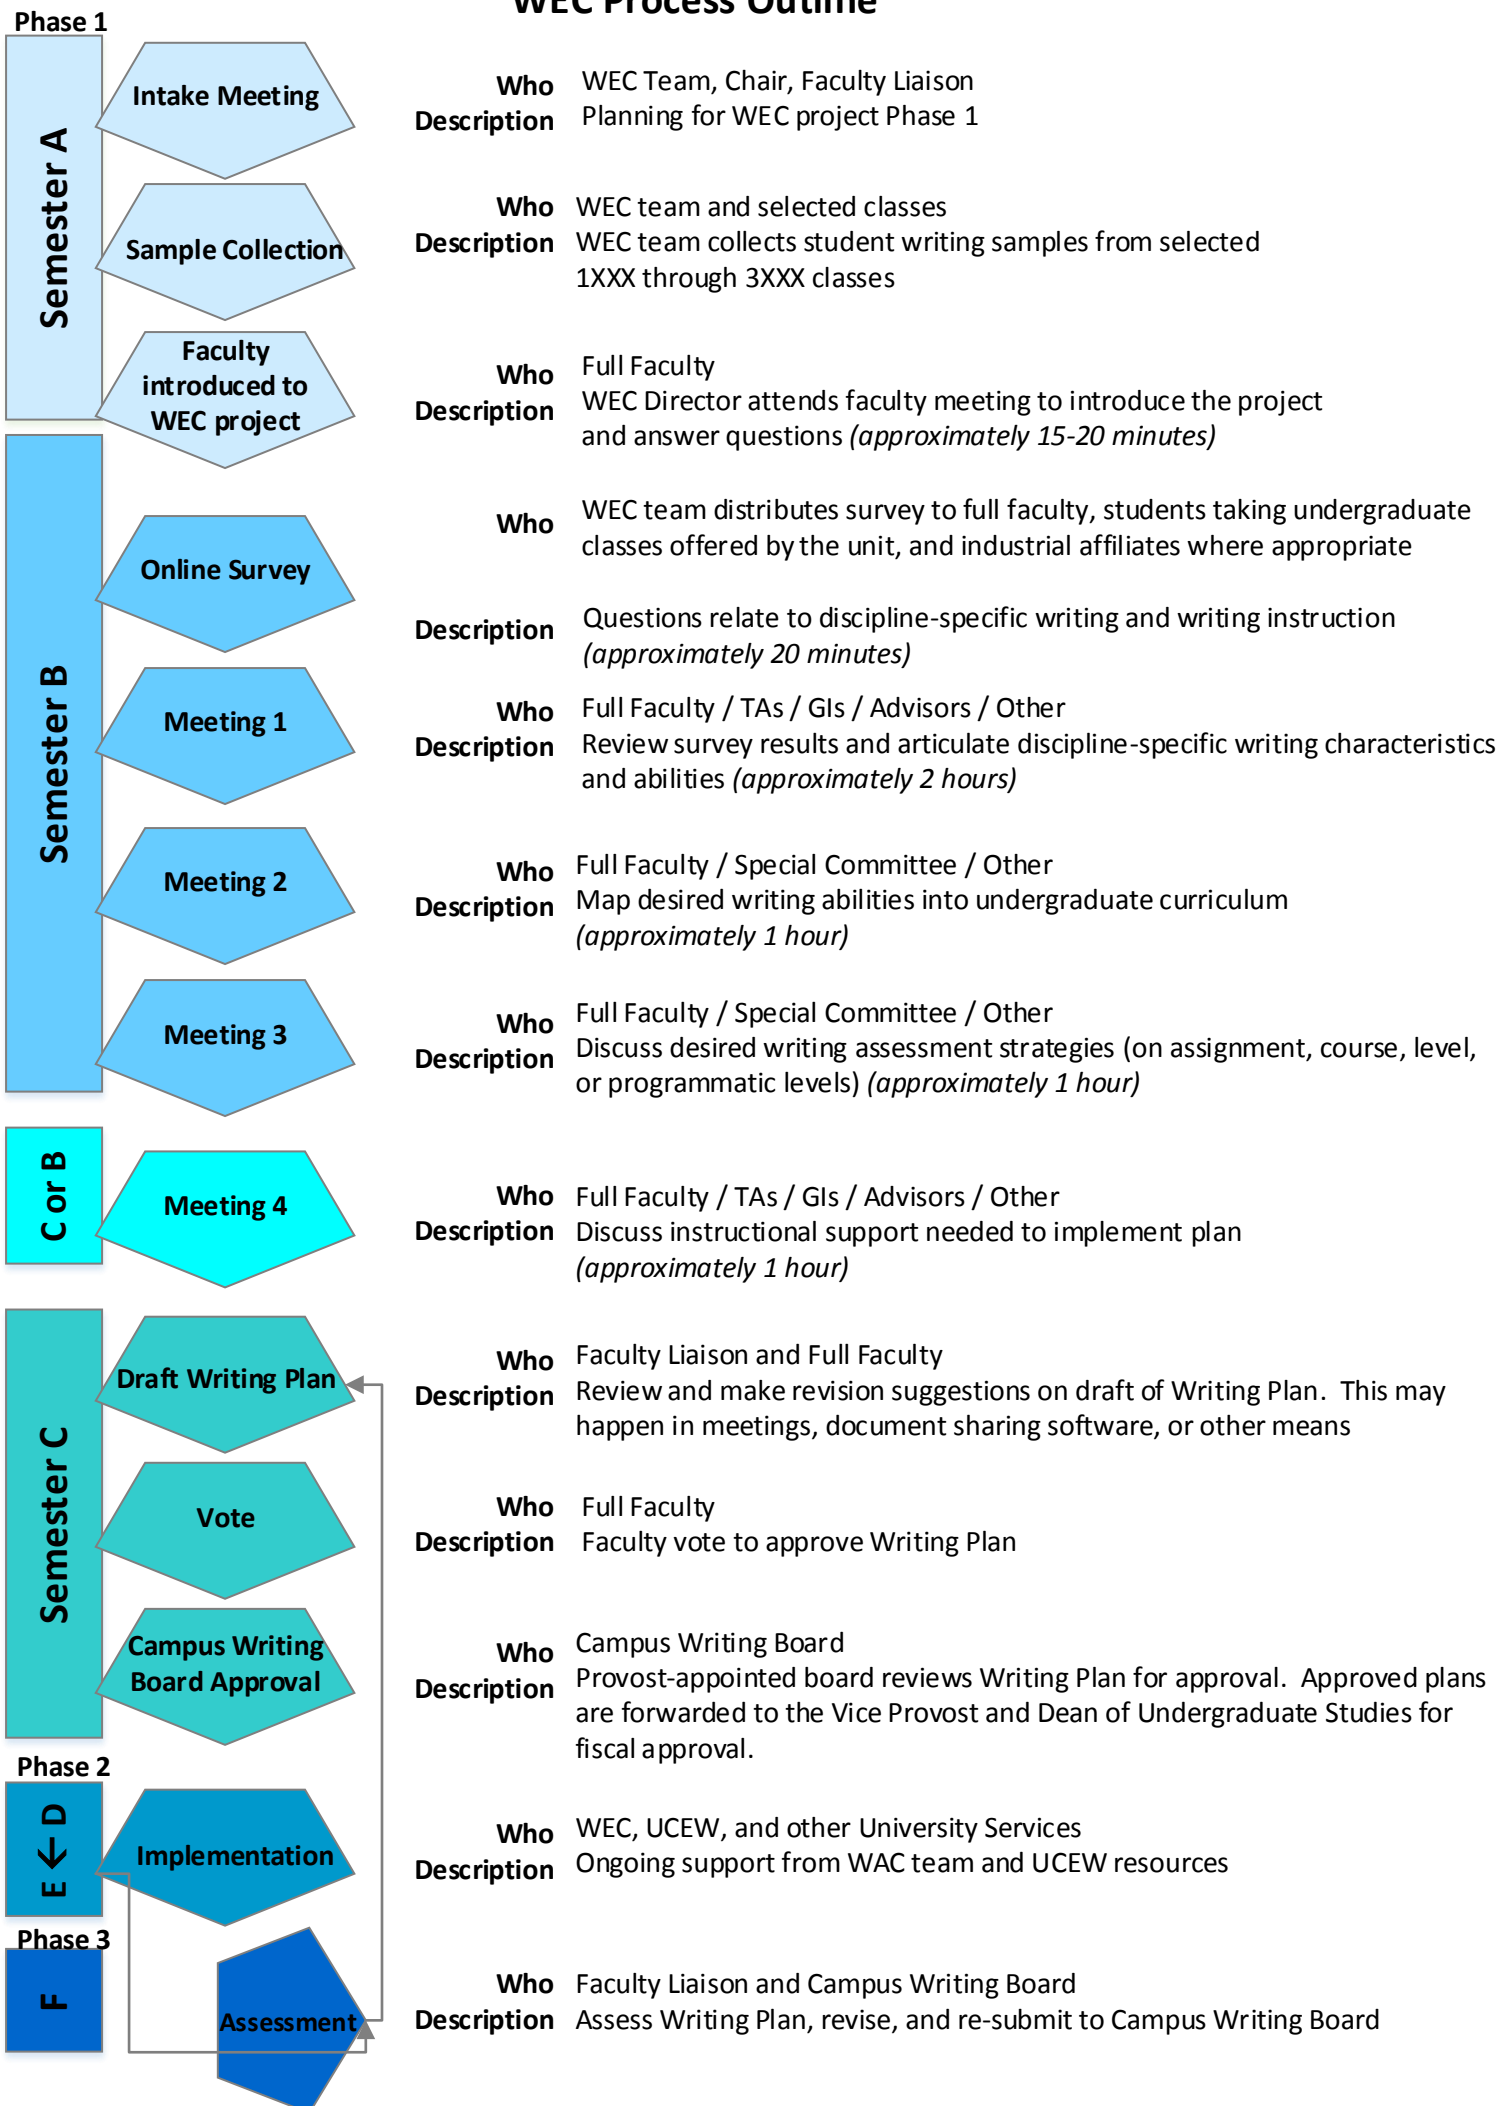 WEC Process Outline
Phase 1
Semester A
Intake Meeting
Who WEC Team, Chair, Faculty Liaison
Description Planning for WEC project Phase 1
Sample Collection
Who WEC team and selected classes
Description WEC team collects student writing samples from selected
1XXX through 3XXX classes
Faculty
introduced to
WEC project
Who Full Faculty
Description WEC Director attends faculty meeting to introduce the project
and answer questions (approximately 15-20 minutes)
Semester B
Online Survey
Who WEC team distributes survey to full faculty, students taking undergraduate
classes offered by the unit, and industrial affiliates where appropriate
Description Questions relate to discipline-specific writing and writing instruction
(approximately 20 minutes)
Meeting 1
Who Full Faculty / TAs / GIs / Advisors / Other
Description Review survey results and articulate discipline-specific writing characteristics
and abilities (approximately 2 hours)
Meeting 2
Who Full Faculty / Special Committee / Other
Description Map desired writing abilities into undergraduate curriculum
(approximately 1 hour)
Meeting 3
Who Full Faculty / Special Committee / Other
Description Discuss desired writing assessment strategies (on assignment, course, level,
or programmatic levels) (approximately 1 hour)
C or B
Meeting 4
Who Full Faculty / TAs / GIs / Advisors / Other
Description Discuss instructional support needed to implement plan
(approximately 1 hour)
Semester C
Draft Writing Plan
Who Faculty Liaison and Full Faculty
Description Review and make revision suggestions on draft of Writing Plan. This may
happen in meetings, document sharing software, or other means
Vote
Who Full Faculty
Description Faculty vote to approve Writing Plan
Campus Writing
Board Approval
Who Campus Writing Board
Description Provost-appointed board reviews Writing Plan for approval. Approved plans
are forwarded to the Vice Provost and Dean of Undergraduate Studies for
fiscal approval.
Phase 2
E ← D
Implementation
Who WEC, UCEW, and other University Services
Description Ongoing support from WAC team and UCEW resources
Phase 3
F
Assessment
Who Faculty Liaison and Campus Writing Board
Description Assess Writing Plan, revise, and re-submit to Campus Writing Board